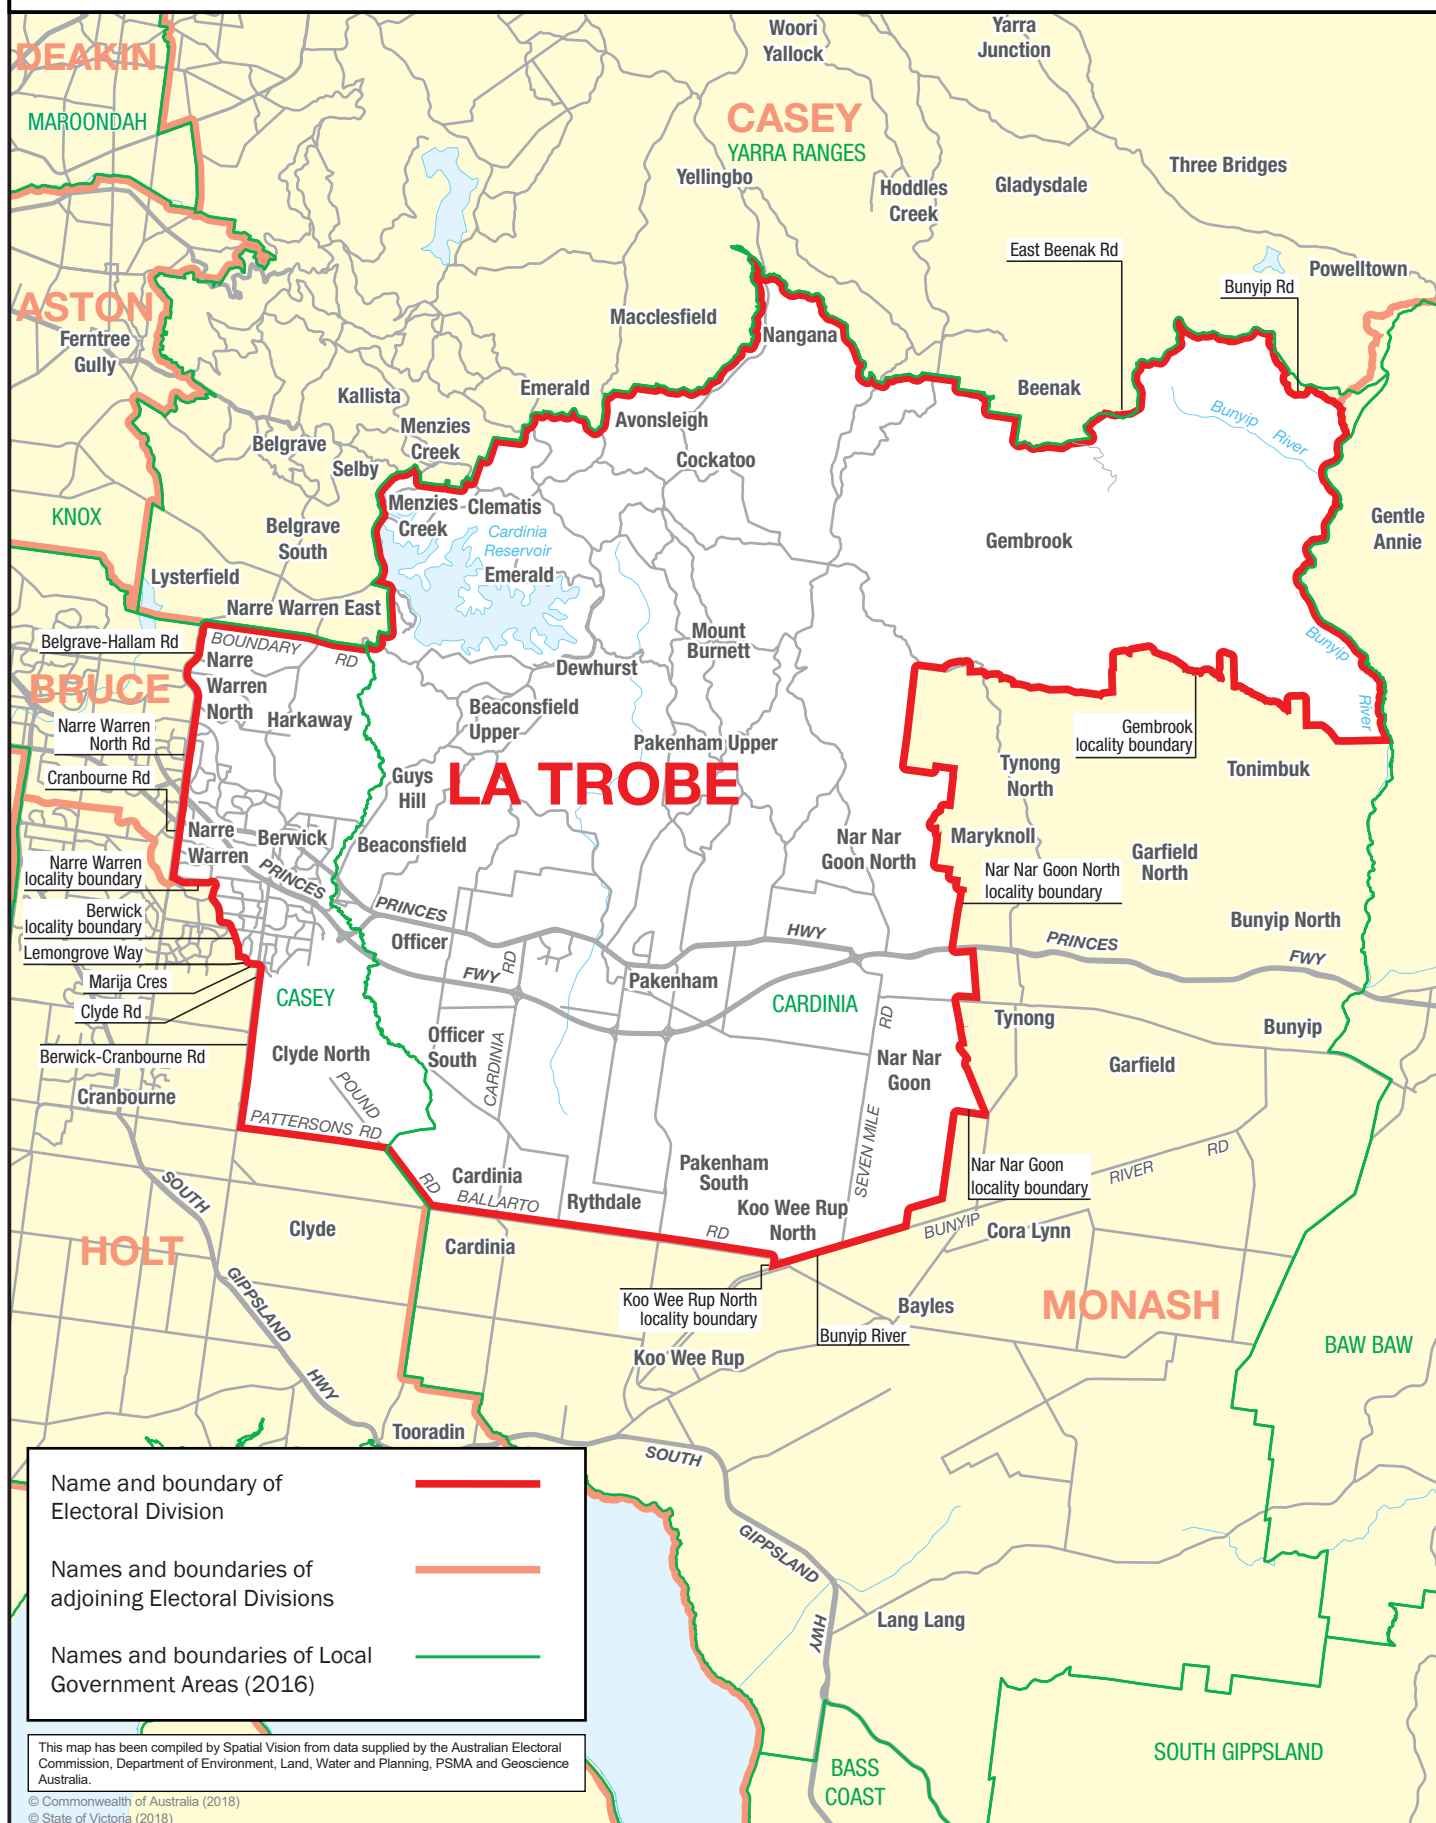 DEAKIN
MAROONDAH
Woori
Yallock
Yarra
Junction
CASEY
YARRA RANGES
Yellingbo
Hoddles
Creek
Gladysdale
Three Bridges
East Beenak Rd
Bunyip Rd
Powelltown
ASTON
Ferntree
Gully
Macclesfield
Nangana
Kallista
Emerald
Beenak
Menzies
Creek
Avonsleigh
Bunyip River
Belgrave
Selby
Cockatoo
KNOX
Menzies
Creek
Clematis
Belgrave
South
Cardinia
Reservoir
Emerald
Gembrook
Gentle
Annie
Lysterfield
Narre Warren East
Belgrave-Hallam Rd
BOUNDARY RD
Mount
Burnett
Bunyip River
Dewhurst
BRUCE
Narre
Warren
North
Harkaway
Beaconsfield
Upper
Narre Warren
North Rd
Pakenham Upper
Gembrook
locality boundary
Cranbourne Rd
Guys
Hill
LA TROBE
Tynong
North
Tonimbuk
Narre
Warren
Berwick
Beaconsfield
Nar Nar
Goon North
Maryknoll
Garfield
North
Narre Warren
locality boundary
PRINCES
Nar Nar Goon North
locality boundary
Berwick
locality boundary
PRINCES
HWY
Bunyip North
Lemongrove Way
Officer
RD
PRINCES
FWY
Marija Cres
FWY
Pakenham
Clyde Rd
CASEY
CARDINIA
Tynong
Bunyip
Berwick-Cranbourne Rd
Clyde North
Officer
South
CARDINIA
RD
Nar Nar
Goon
Garfield
Cranbourne
POUND
PATTERSONS RD
SEVEN MILE
RD
Cardinia
BALLARTO
Rythdale
Pakenham
South
Nar Nar Goon
locality boundary
RIVER
RD
SOUTH
Koo Wee Rup
North
RD
BUNYIP
Cora Lynn
HOLT
Clyde
Cardinia
GIPPSLAND
Koo Wee Rup North
locality boundary
Bayles
MONASH
Bunyip River
Koo Wee Rup
BAW BAW
HWY
Tooradin
SOUTH
Name and boundary of
Electoral Division
Names and boundaries of
adjoining Electoral Divisions
Names and boundaries of Local
Government Areas (2016)
GIPPSLAND
HWY
Lang Lang
This map has been compiled by Spatial Vision from data supplied by the Australian Electoral
Commission, Department of Environment, Land, Water and Planning, PSMA and Geoscience
Australia.
© Commonwealth of Australia (2018)
© State of Victoria (2018)
BASS
COAST
SOUTH GIPPSLAND